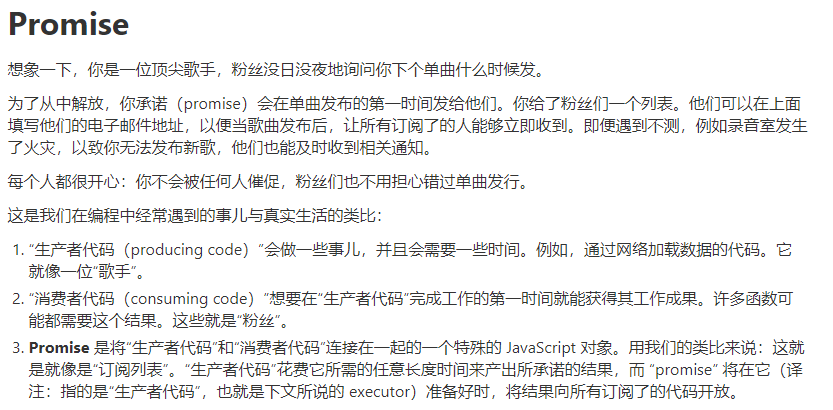 Promise
想象一下，你是一位顶尖歌手，粉丝没日没夜地询问你下个单曲什么时候发。
为了从中解放，你承诺（promise）会在单曲发布的第一时间发给他们。你给了粉丝们一个列表。他们可以在上面
填写他们的电子邮件地址，以便当歌曲发布后，让所有订阅了的人能够立即收到。即便遇到不测，例如录音室发生
了火灾，以致你无法发布新歌，他们也能及时收到相关通知。
每个人都很开心：你不会被任何人催促，粉丝们也不用担心错过单曲发行。
这是我们在编程中经常遇到的事儿与真实生活的类比：
1. “生产者代码（producing code）”会做一些事儿，并且会需要一些时间。例如，通过网络加载数据的代码。它
就像一位“歌手”。
2. “消费者代码（consuming code）”想要在“生产者代码”完成工作的第一时间就能获得其工作成果。许多函数可
能都需要这个结果。这些就是“粉丝”。
3. Promise 是将“生产者代码”和“消费者代码”连接在一起的一个特殊的 JavaScript 对象。用我们的类比来说：这就
是就像是“订阅列表”。“生产者代码”花费它所需的任意长度时间来产出所承诺的结果，而 “promise” 将在它（译
注：指的是“生产者代码”，也就是下文所说的 executor）准备好时，将结果向所有订阅了的代码开放。